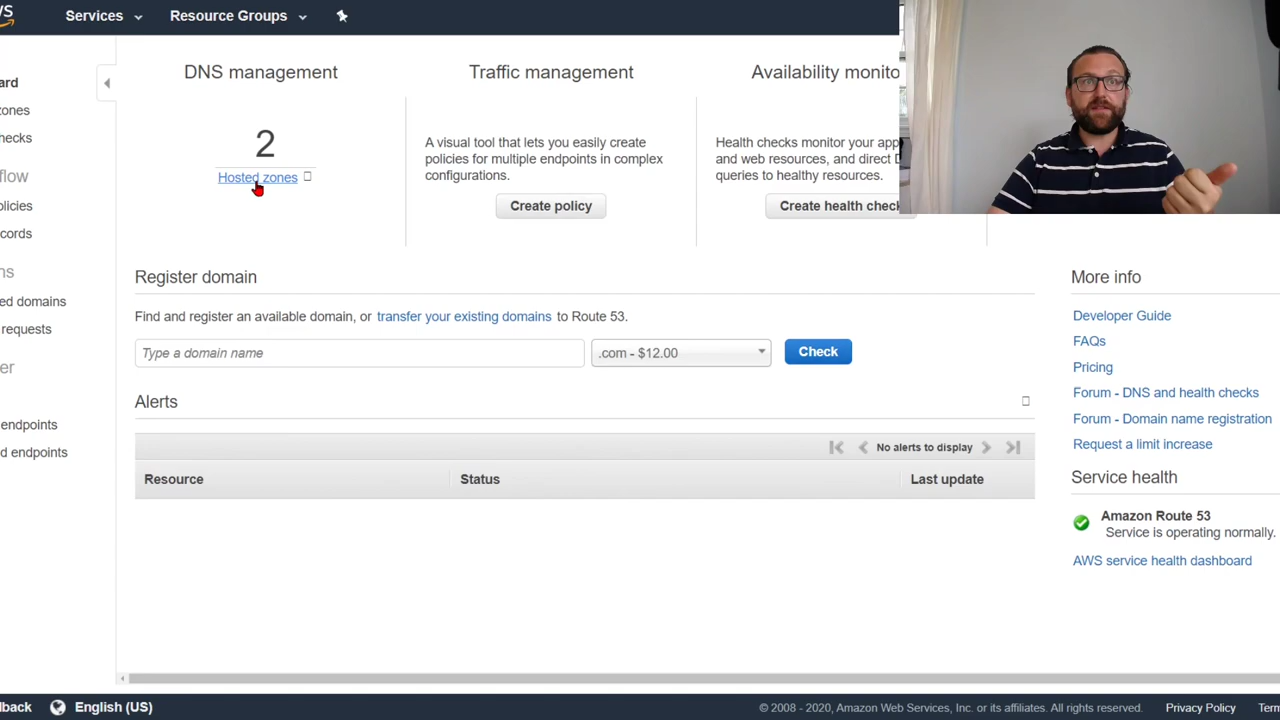 Services
Resource Groups
ard
zones
checks
flow
olicies
cords
ns
ed domains
requests
er
endpoints
d endpoints
DNS management
2
Hosted zones
Traffic management
A visual tool that lets you easily create
policies for multiple endpoints in complex
configurations.
Create policy
Availability monito
Health checks monitor your app
and web resources, and direct D
queries to healthy resources.
Create health check
Register domain
Find and register an available domain, or transfer your existing domains to Route 53.
Type a domain name
.com - $12.00
Check
Alerts
No alerts to display
Resource Status Last update
More info
Developer Guide
FAQs
Pricing
Forum - DNS and health checks
Forum - Domain name registration
Request a limit increase
Service health
Amazon Route 53
Service is operating normally.
AWS service health dashboard
dback
English (US)
© 2008 - 2020, Amazon Web Services, Inc. or its affiliates. All rights reserved.
Privacy Policy
Tern